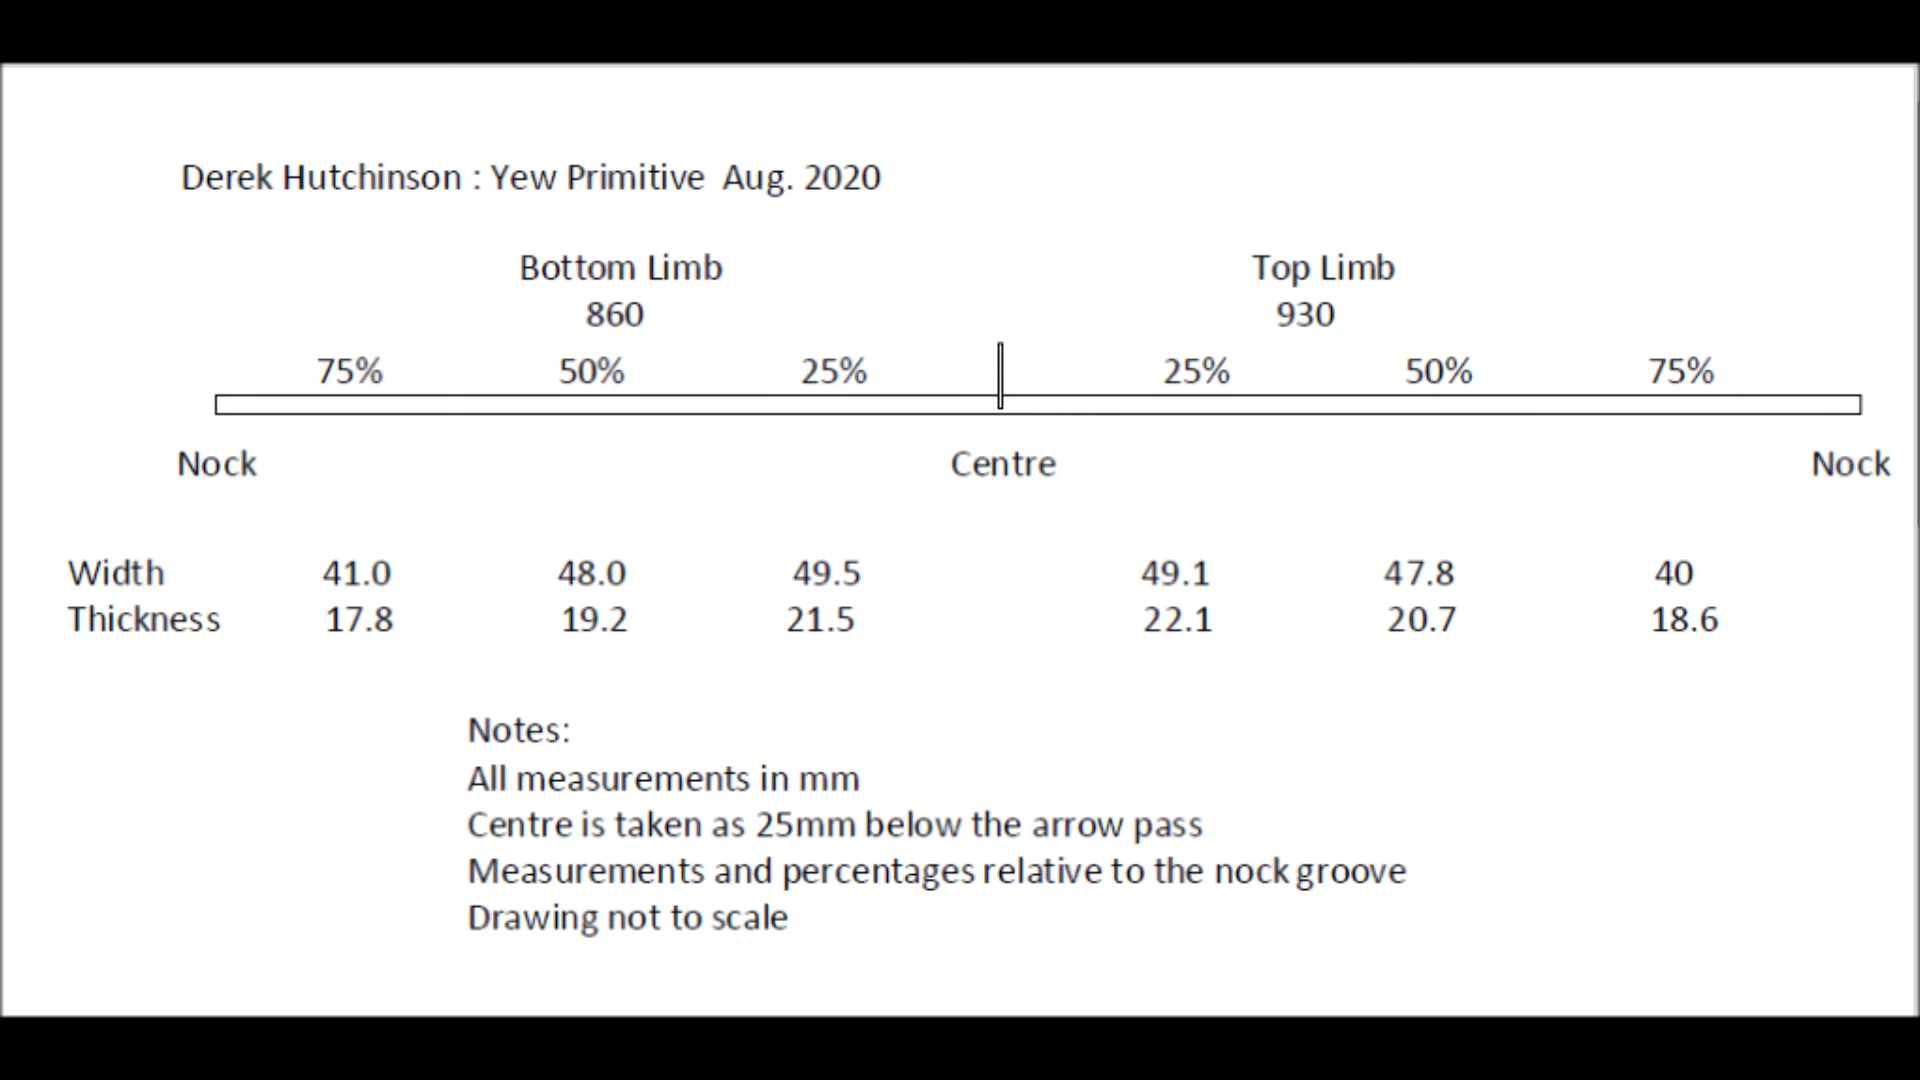 Derek Hutchinson : Yew Primitive Aug. 2020
Bottom Limb Top Limb
860 930
75% 50% 25% 25% 50% 75%
Nock Centre Nock
Width 41.0 48.0 49.5 49.1 47.8 40
Thickness 17.8 19.2 21.5 22.1 20.7 18.6
Notes:
All measurements in mm
Centre is taken as 25mm below the arrow pass
Measurements and percentages relative to the nock groove
Drawing not to scale